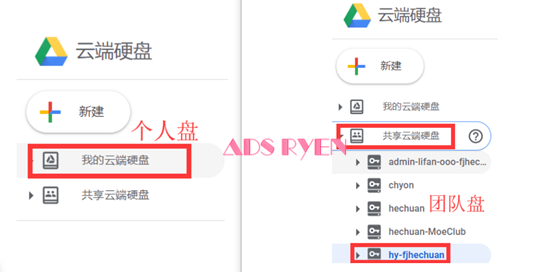 云端硬盘
新建
个人盘
我的云端硬盘
共享云端硬盘
ADS RYEN
云端硬盘
新建
我的云端硬盘
共享云端硬盘
admin-lifan-ooo-fjhec...
chyon
hechuan
团队盘
hechuan-MoeClub
hy-fjhechuan